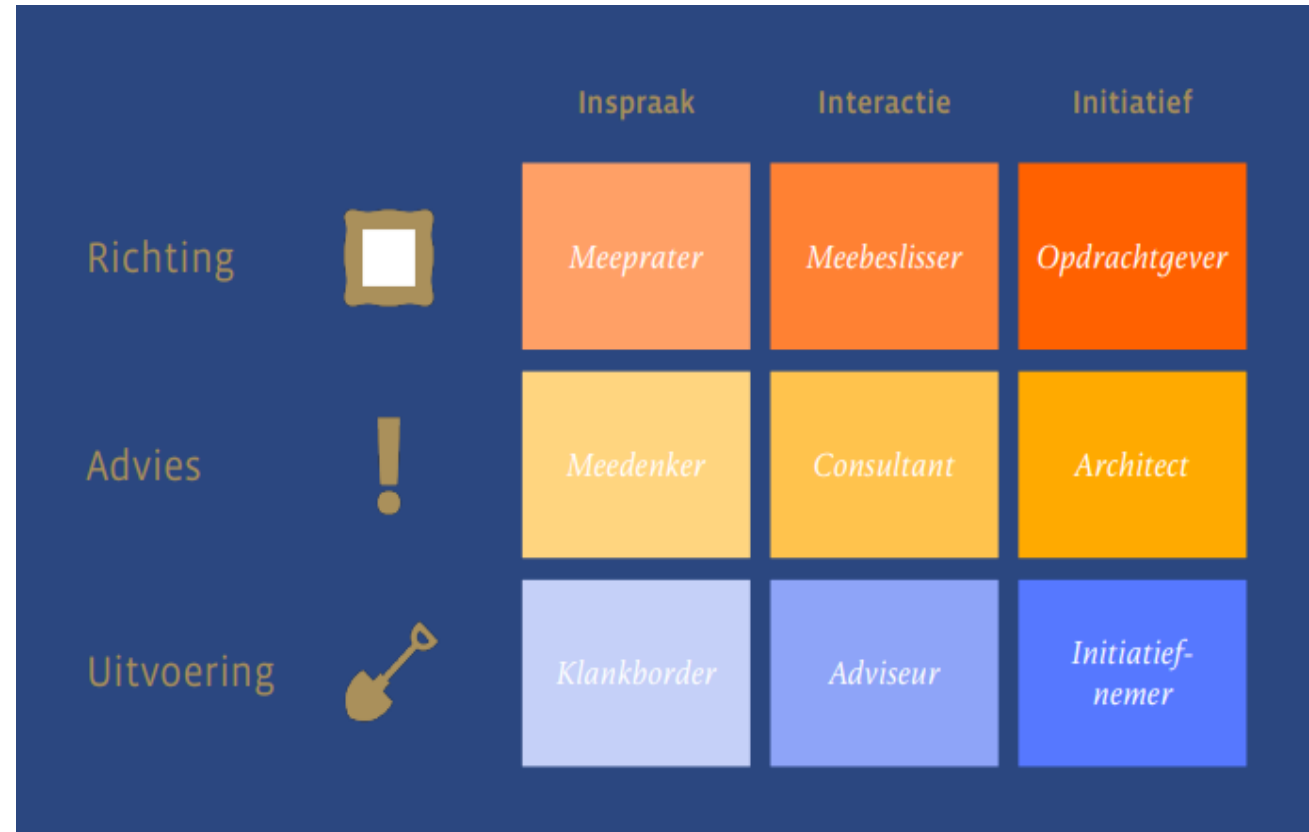 Inspraak Interactie Initiatief
Richting Meeprater Meebeslisser Opdrachtgever
Advies Meedenker Consultant Architect
Uitvoering Klankborder Adviseur Initiatief-
nemer